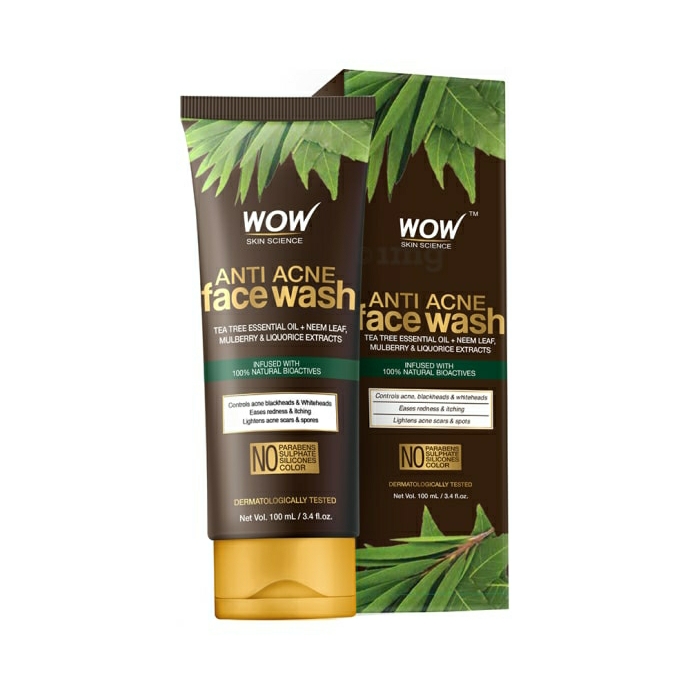 WOW
SKIN SCIENCE
ANTI ACNE
face wash
TEA TREE ESSENTIAL OIL + NEEM LEAF,
MULBERRY & LIQUORICE EXTRACTS
INFUSED WITH
100% NATURAL BIOACTIVES
Controls acne blackheads & Whiteheads
Eases redness & itching
Lightens acne scars & spores
NO PARABENS
SULPHATE
SILICONES
COLOR
DERMATOLOGICALLY TESTED
Net Vol. 100 mL / 3.4 fl.oz.
WOW™
SKIN SCIENCE
ANTI ACNE
face wash
TEA TREE ESSENTIAL OIL + NEEM LEAF,
MULBERRY & LIQUORICE EXTRACTS
INFUSED WITH
100% NATURAL BIOACTIVES
Controls acne, blackheads & whiteheads
Eases redness & itching
Lightens acne scars & spots
NO PARABENS
SULPHATE
SILICONES
COLOR
DERMATOLOGICALLY TESTED
Net Vol. 100 mL / 3.4 fl.oz.